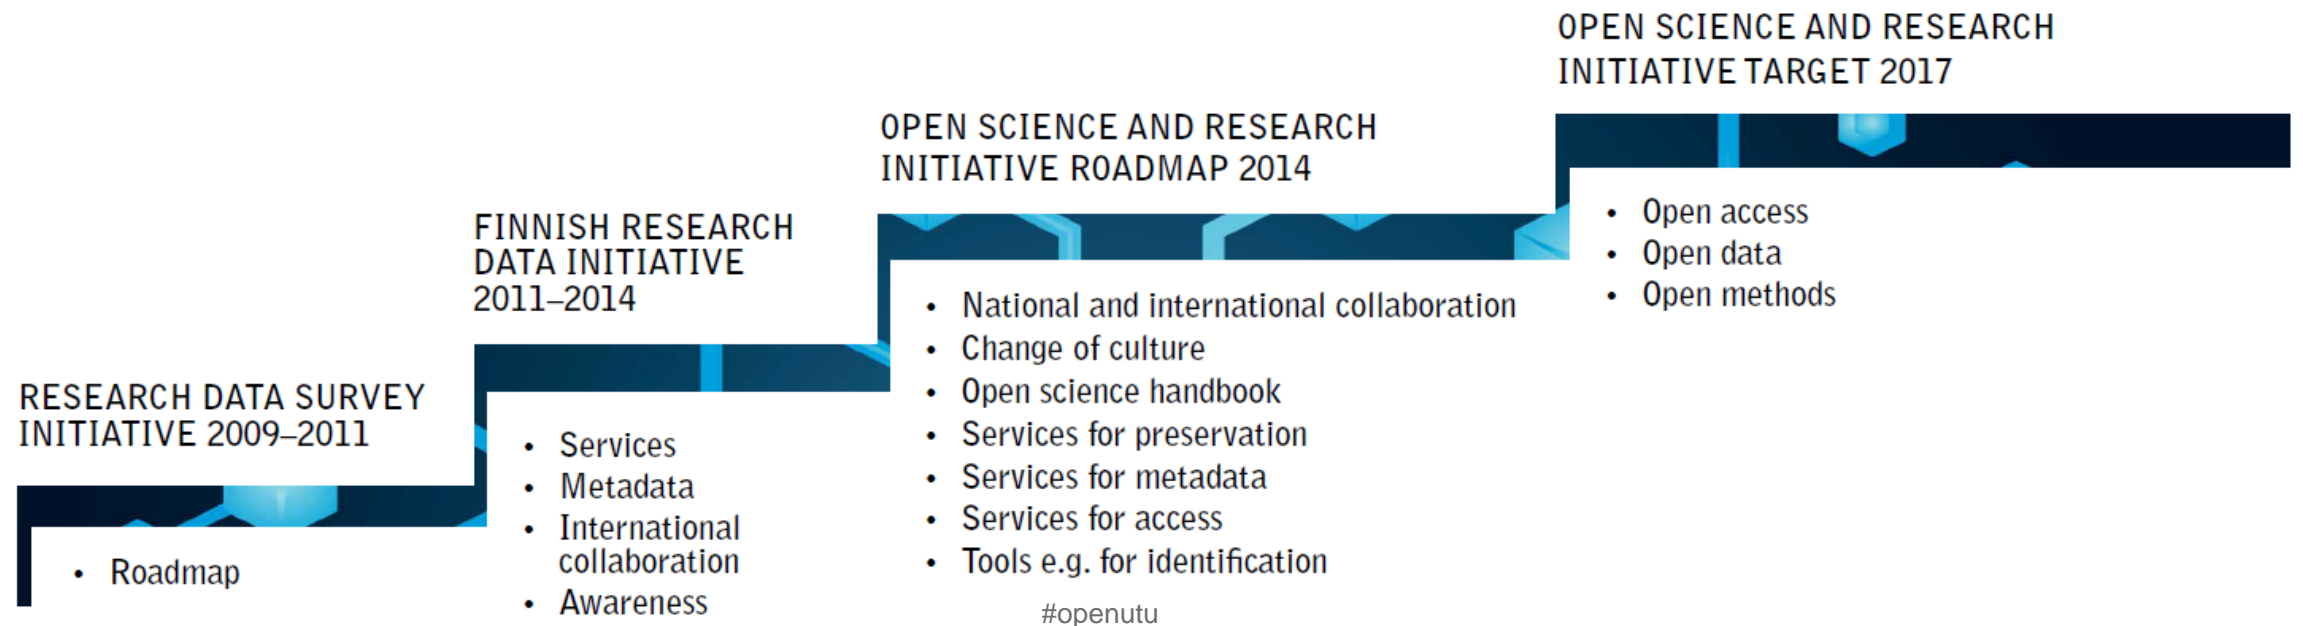 RESEARCH DATA SURVEY
INITIATIVE 2009–2011
• Roadmap
FINNISH RESEARCH
DATA INITIATIVE
2011–2014
• Services
• Metadata
• International
collaboration
• Awareness
OPEN SCIENCE AND RESEARCH
INITIATIVE ROADMAP 2014
• National and international collaboration
• Change of culture
• Open science handbook
• Services for preservation
• Services for metadata
• Services for access
• Tools e.g. for identification
OPEN SCIENCE AND RESEARCH
INITIATIVE TARGET 2017
• Open access
• Open data
• Open methods
#openutu